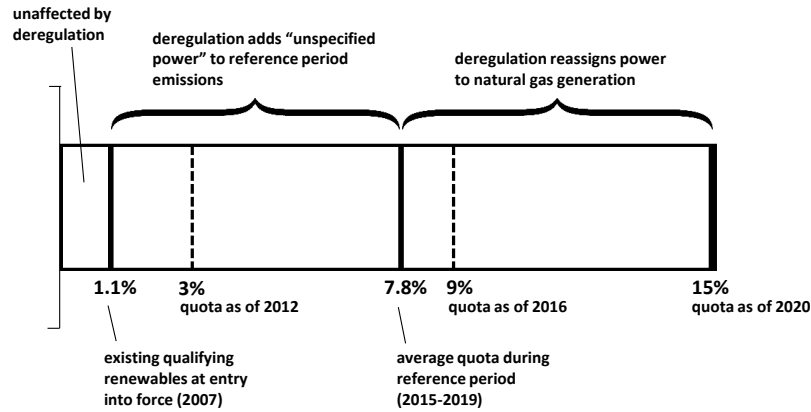 unaffected by
deregulation
deregulation adds “unspecified
power” to reference period
emissions
deregulation reassigns power
to natural gas generation
1.1%
3%
quota as of 2012
7.8%
9%
quota as of 2016
15%
quota as of 2020
existing qualifying
renewables at entry
into force (2007)
average quota during
reference period
(2015-2019)